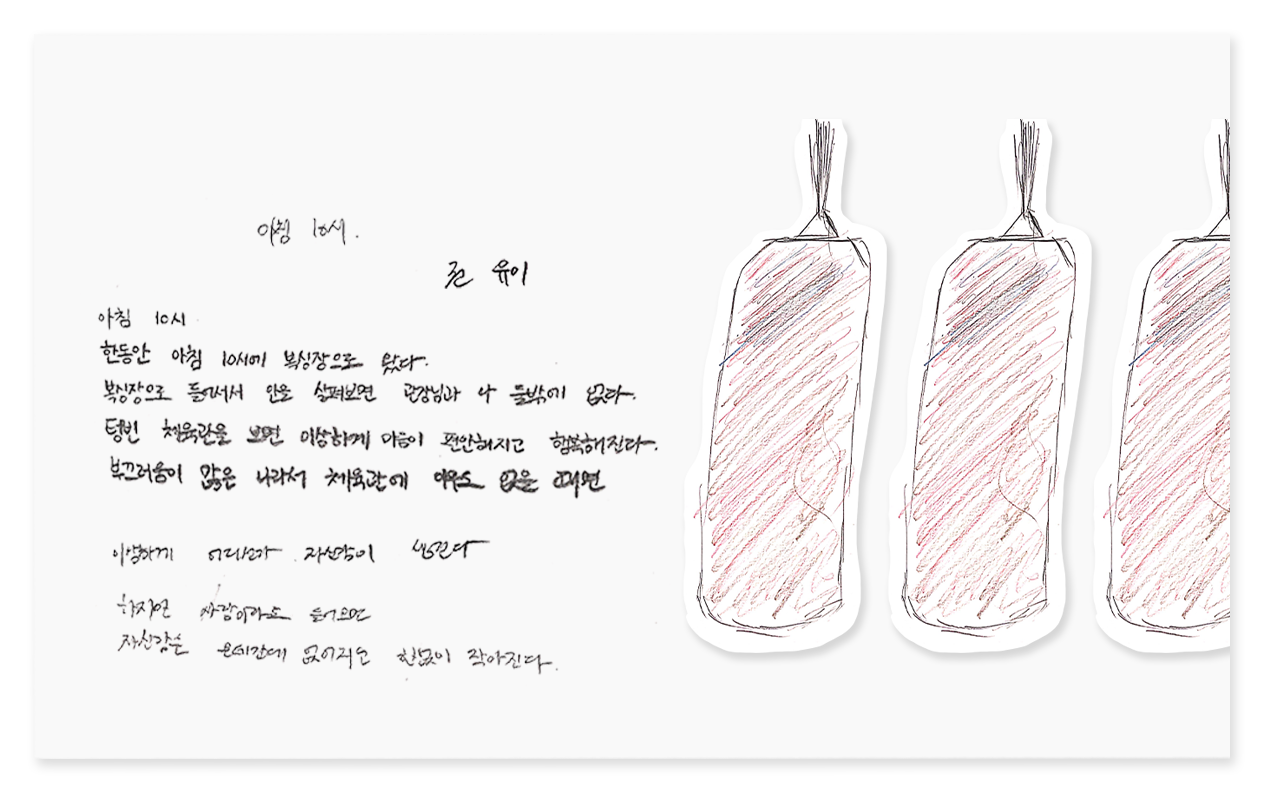 아침 10시.
유이
아침 10시
한동안 아침 10시에 복싱장으로 왔다.
복싱장으로 들어서서 안을 살펴보면 관장님과 나 둘밖에 없다.
텅빈 체육관을 보면 이상하게 마음이 편안해지고 행복해진다.
부끄러움이 많은 나라서 체육관에 아무도 없을 때면
이상하게 어디선가 자신감이 생긴다
하지만 사람이라도 들어오면
자신감은 온데간데 없어지고 한없이 작아진다.